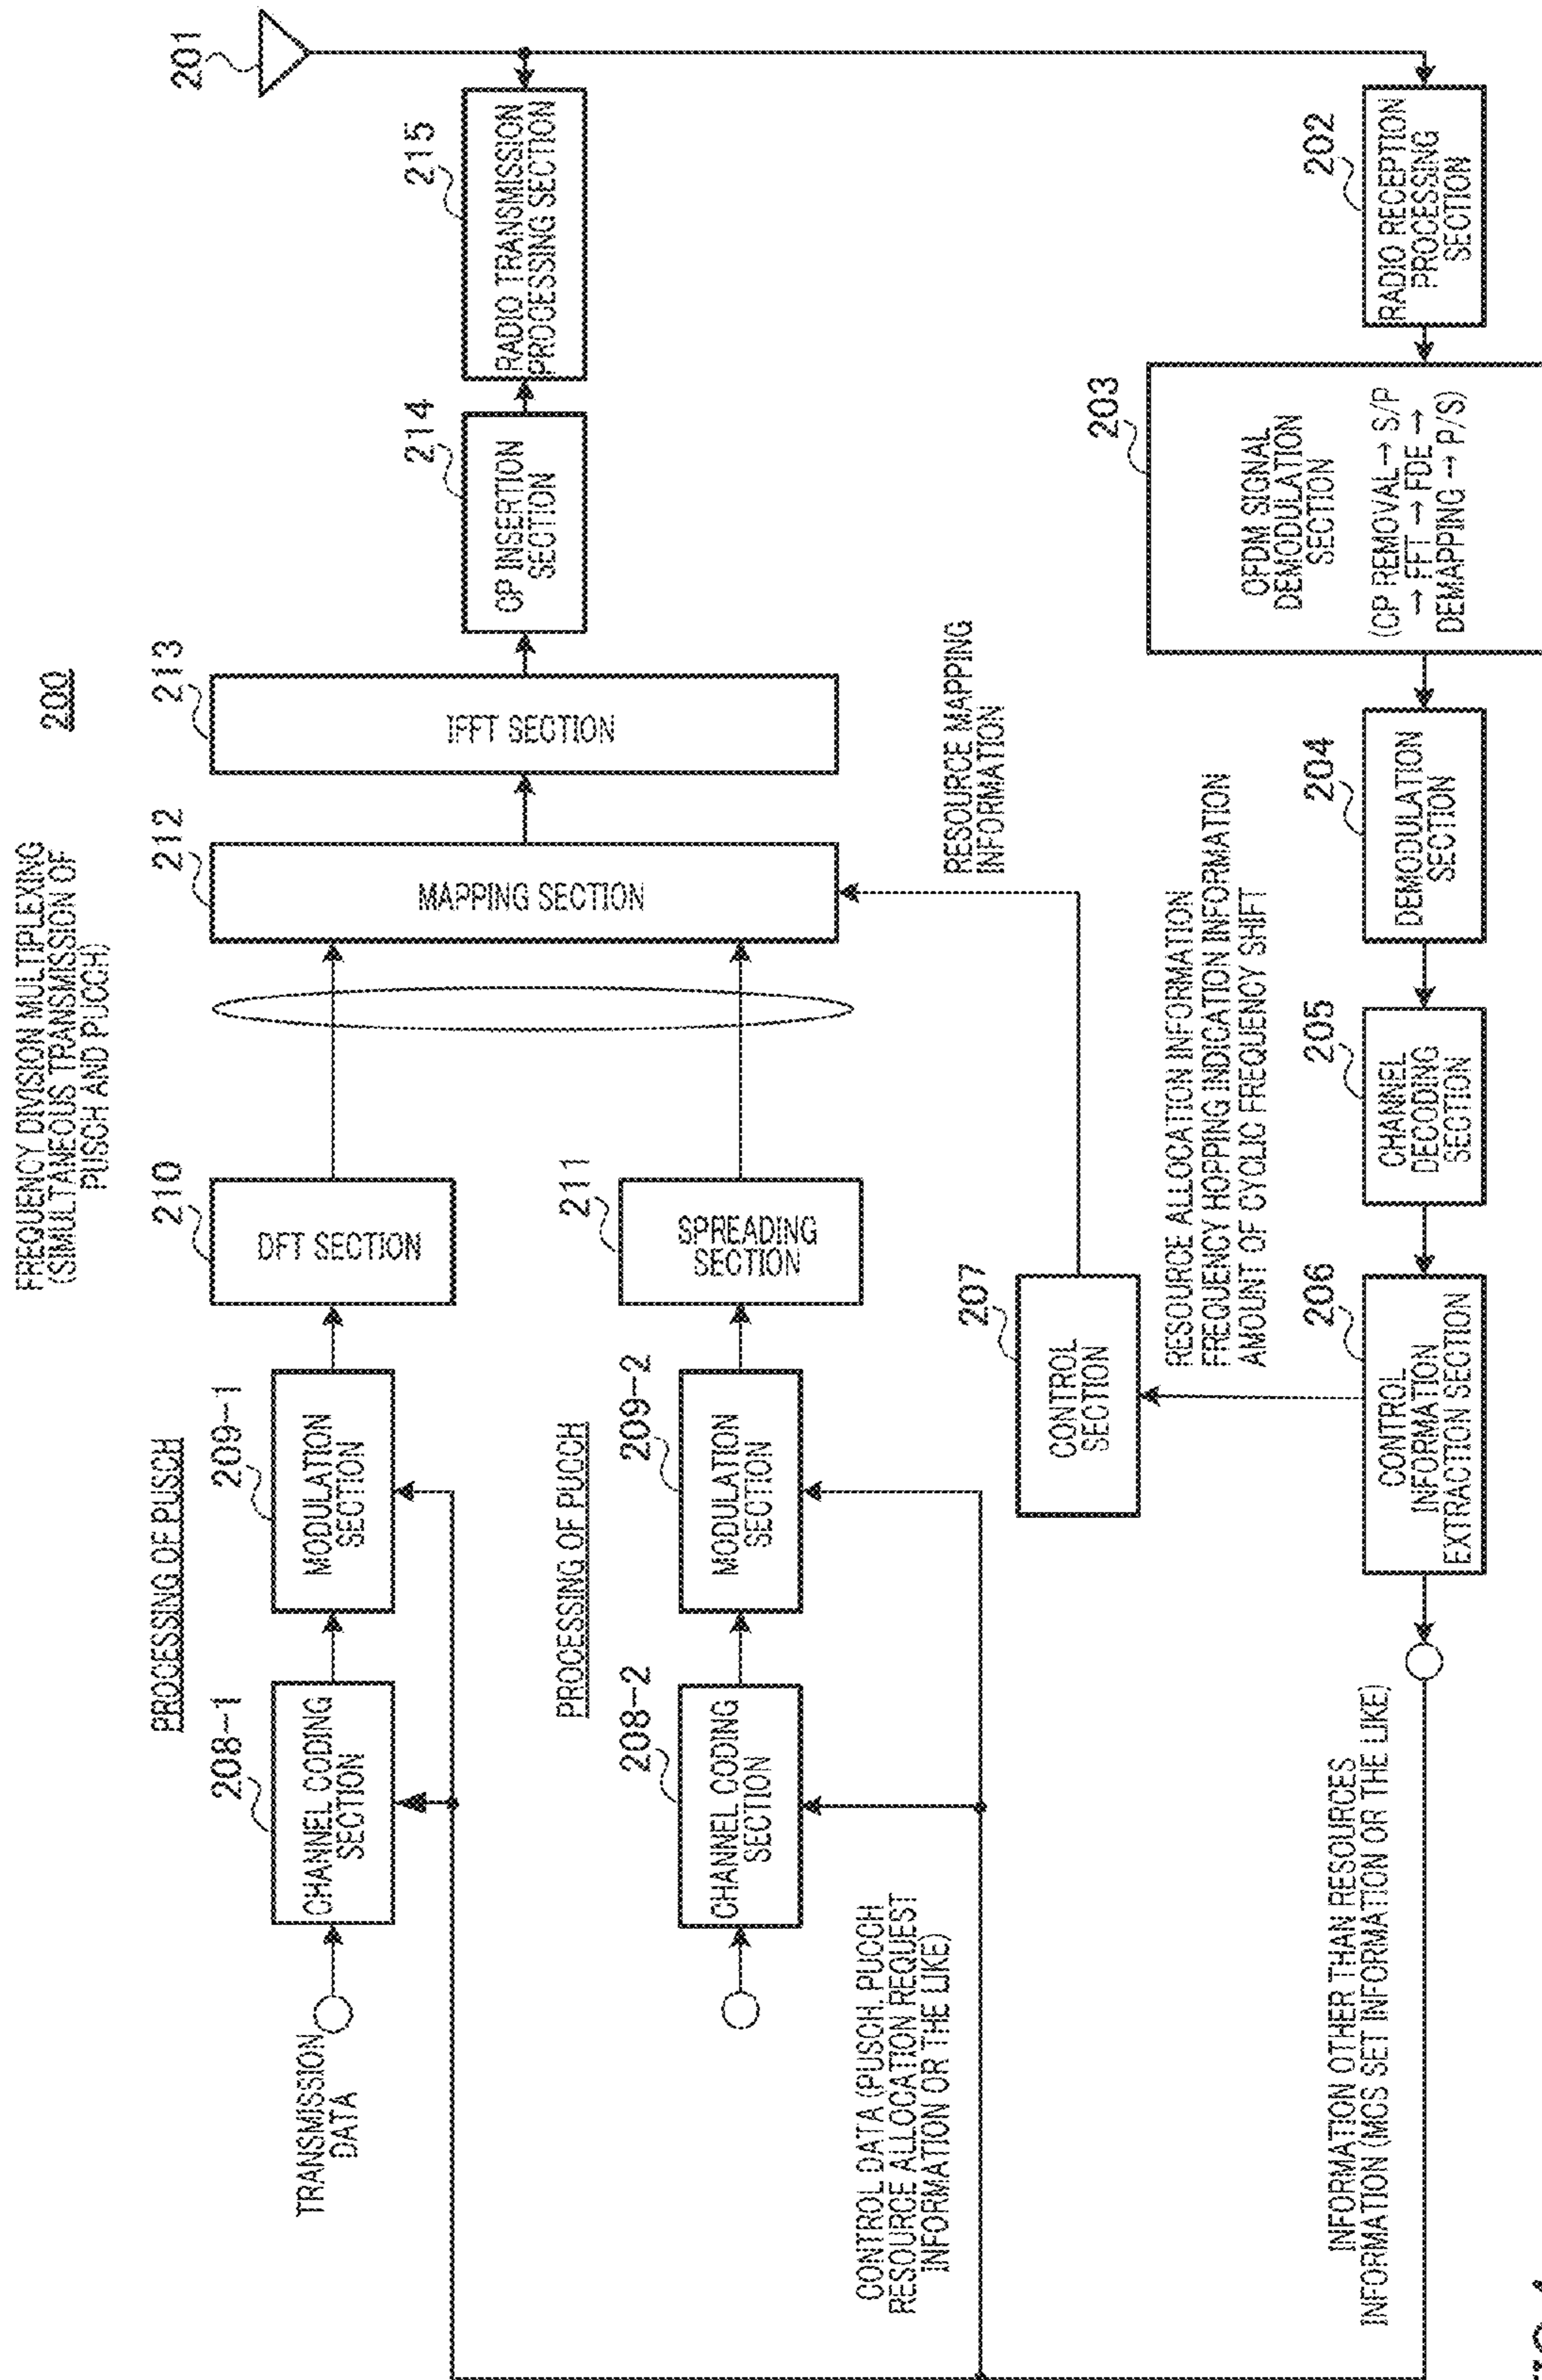 200
FREQUENCY DIVISION MULTIPLEXING
(SIMULTANEOUS TRANSMISSION OF
PUSCH AND PUCCH)
PROCESSING OF PUSCH
TRANSMISSION
DATA
208-1
CHANNEL CODING
SECTION
209-1
MODULATION
SECTION
210
DFT SECTION
212
MAPPING SECTION
213
IFFT SECTION
214
CP INSERTION
SECTION
215
RADIO TRANSMISSION
PROCESSING SECTION
201
PROCESSING OF PUCCH
208-2
CHANNEL CODING
SECTION
209-2
MODULATION
SECTION
211
SPREADING
SECTION
CONTROL DATA (PUSCH, PUCCH
RESOURCE ALLOCATION REQUEST
INFORMATION OR THE LIKE)
207
CONTROL
SECTION
RESOURCE MAPPING
INFORMATION
RESOURCE ALLOCATION INFORMATION
FREQUENCY HOPPING INDICATION INFORMATION
AMOUNT OF CYCLIC FREQUENCY SHIFT
INFORMATION OTHER THAN RESOURCES
INFORMATION (MCS SET INFORMATION OR THE LIKE)
206
CONTROL
INFORMATION
EXTRACTION SECTION
205
CHANNEL
DECODING
SECTION
204
DEMODULATION
SECTION
203
OFDM SIGNAL
DEMODULATION
SECTION
(CP REMOVAL→ S/P
→ FFT → FDE →
DEMAPPING → P/S)
202
RADIO RECEPTION
PROCESSING
SECTION